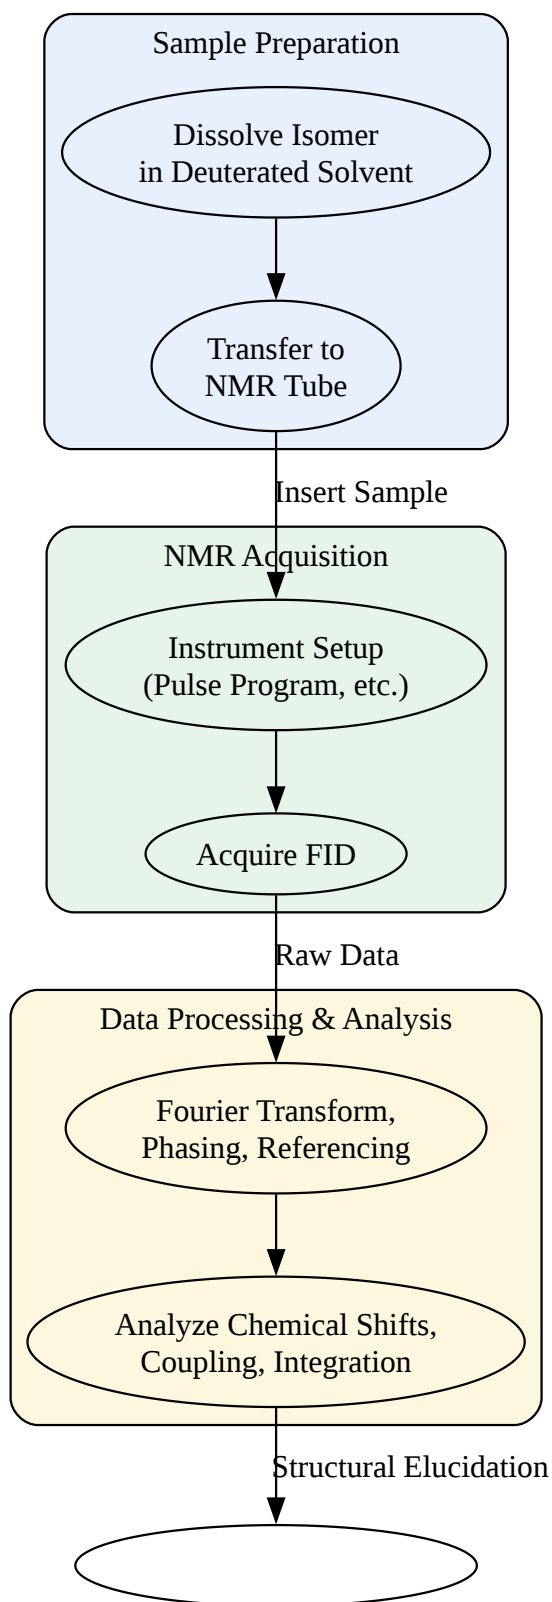 Sample Preparation
Dissolve Isomer
in Deuterated Solvent
Transfer to
NMR Tube
Insert Sample
NMR Acquisition
Instrument Setup
(Pulse Program, etc.)
Acquire FID
Raw Data
Data Processing & Analysis
Fourier Transform,
Phasing, Referencing
Analyze Chemical Shifts,
Coupling, Integration
Structural Elucidation